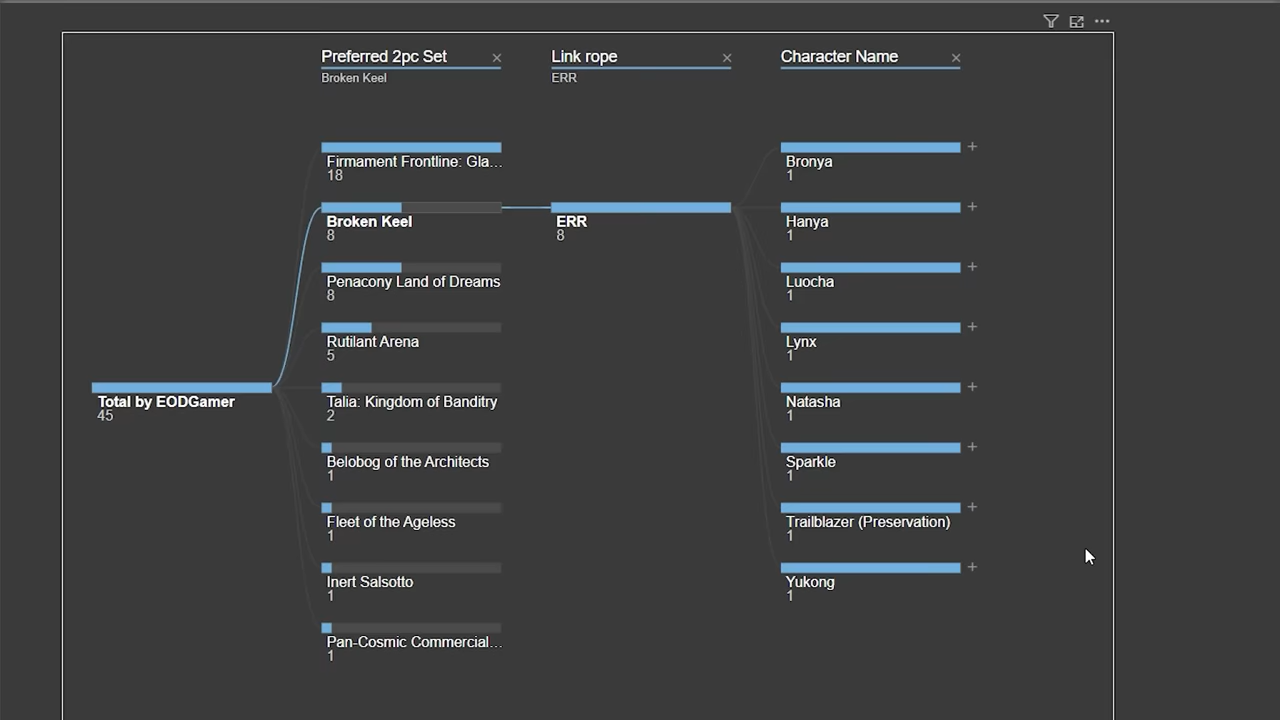 Preferred 2pc Set
Broken Keel
Link rope
ERR
Character Name
Total by EODGamer
45
Firmament Frontline: Gla...
18
Broken Keel
8
Penacony Land of Dreams
8
Rutilant Arena
5
Talia: Kingdom of Banditry
2
Belobog of the Architects
1
Fleet of the Ageless
1
Inert Salsotto
1
Pan-Cosmic Commercial...
1
ERR
8
Bronya
1
Hanya
1
Luocha
1
Lynx
1
Natasha
1
Sparkle
1
Trailblazer (Preservation)
1
Yukong
1